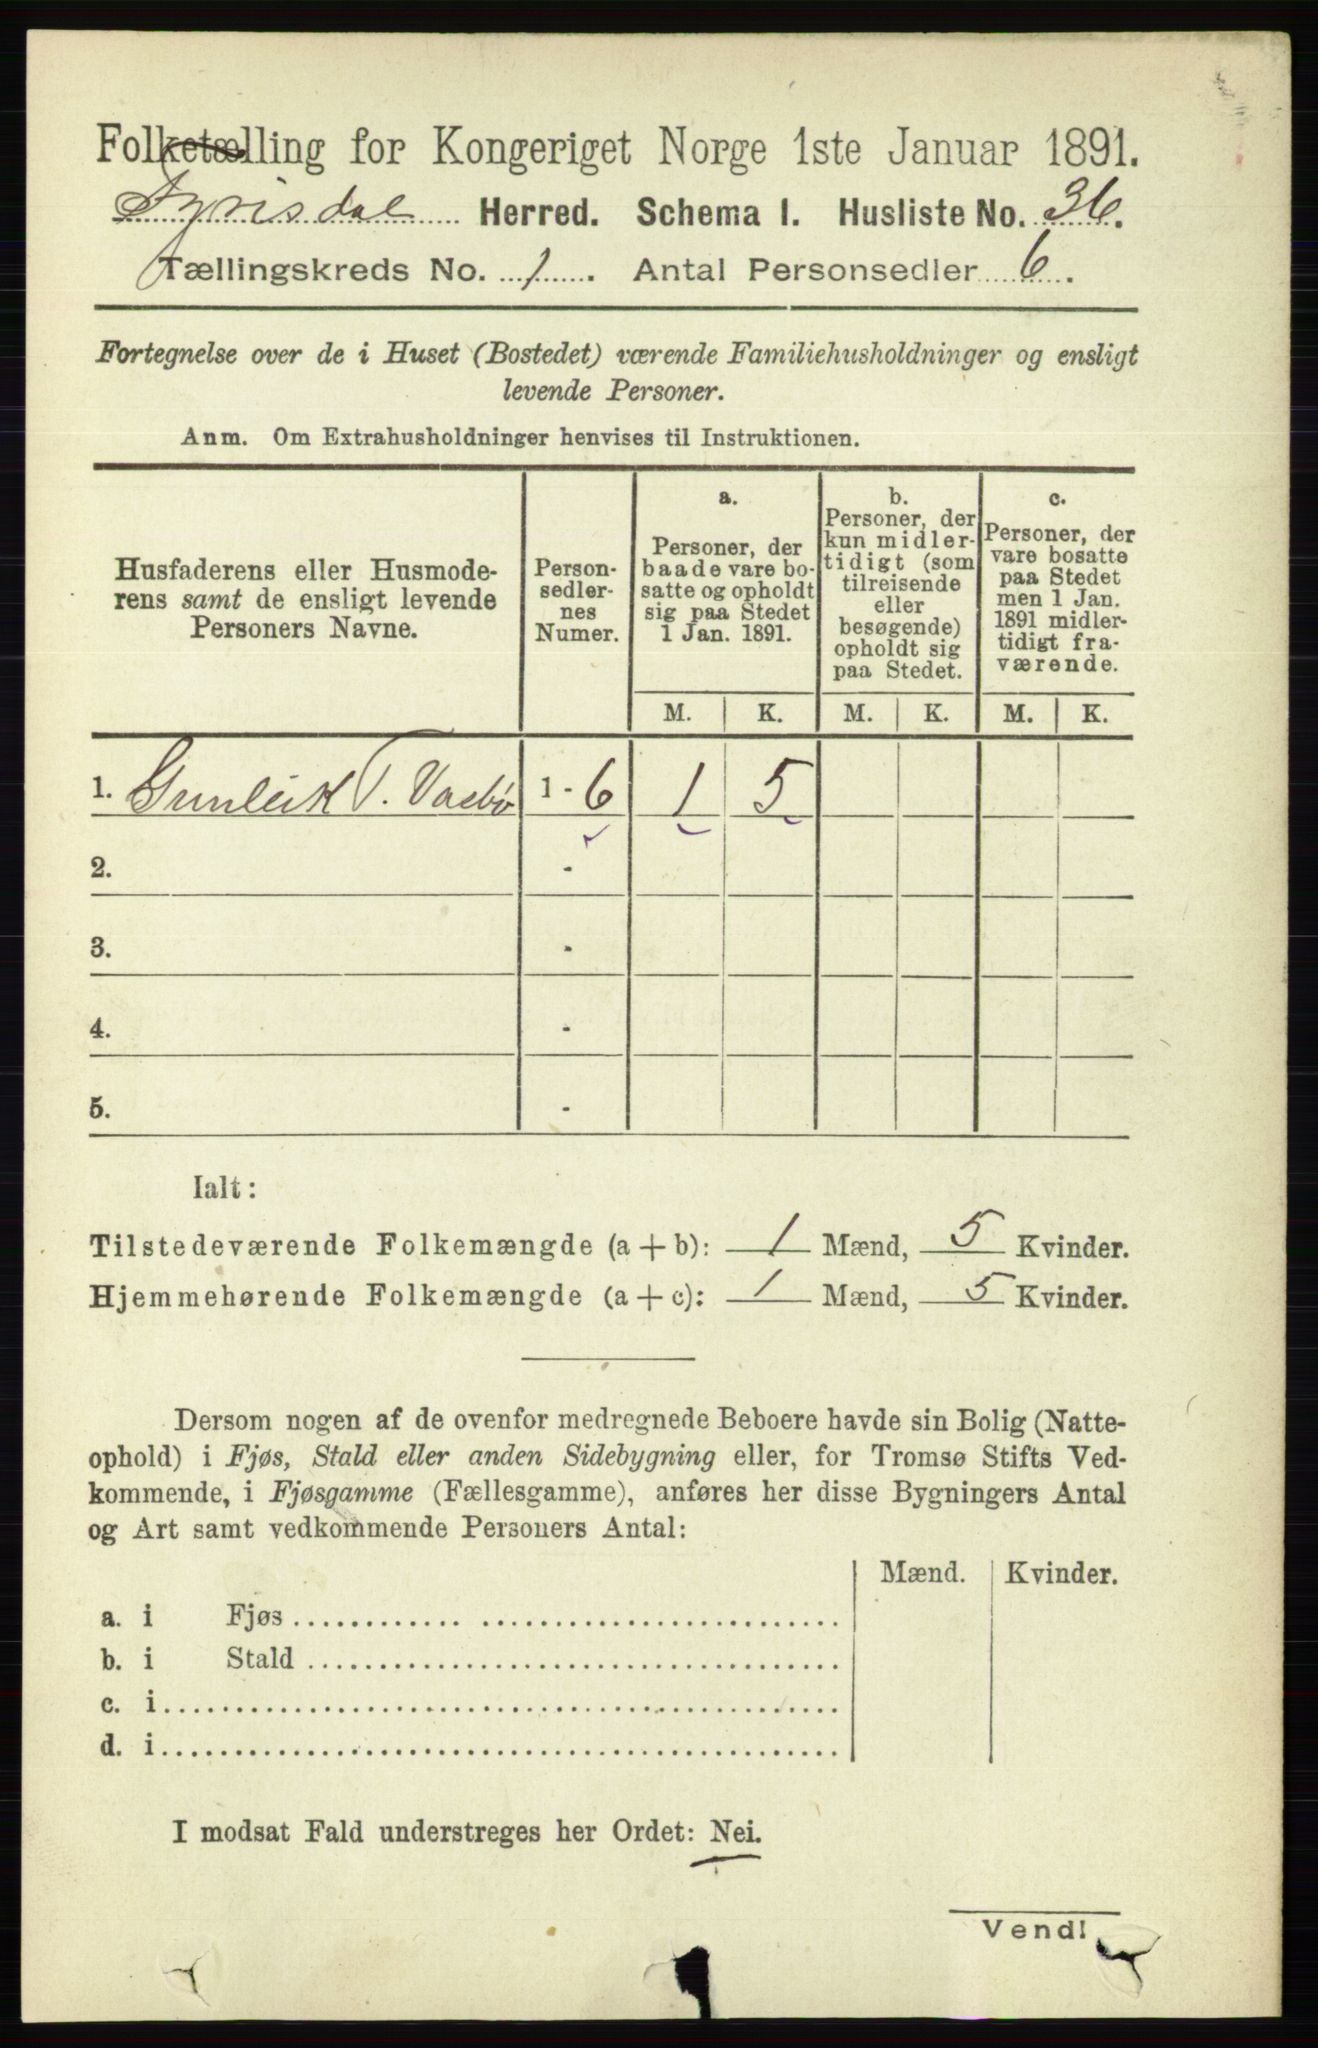 Folketælling for Kongeriget Norge 1ste Januar 1891.
Fyrisdal Herred. Schema I. Husliste No. 36.
Tællingskreds No. 1. Antal Personsedler 6.
Fortegnelse over de i Huset (Bostedet) værende Familiehusholdninger og ensligt
levende Personer.
Anm. Om Extrahusholdninger henvises til Instruktionen.
Husfaderens eller Husmode-
rens samt de ensligt levende
Personers Navne.
Person-
sedler-
nes
Numer.
a.
Personer, der
baade vare bo-
satte og opholdt
sig paa Stedet
1 Jan. 1891.
b.
Personer, der
kun midler-
tidigt (som
tilreisende
eller
besøgende)
opholdt sig
paa Stedet.
c.
Personer, der
vare bosatte
paa Stedet
men 1 Jan.
1891 midler-
tidigt fra-
værende.
M. K. M. K. M. K.
1. Gunleik T. Vaebø 1 - 6 1 5
2. -
3. -
4. -
5. -
Ialt:
Tilstedeværende Folkemængde (a + b): 1 Mænd, 5 Kvinder.
Hjemmehørende Folkemængde (a + c): 1 Mænd, 5 Kvinder.
Dersom nogen af de ovenfor medregnede Beboere havde sin Bolig (Natte-
ophold) i Fjøs, Stald eller anden Sidebygning eller, for Tromsø Stifts Ved-
kommende, i Fjøsgamme (Fællesgamme), anføres her disse Bygningers Antal
og Art samt vedkommende Personers Antal:
Mænd. Kvinder.
a. i Fjøs
b. i Stald
c. i
d. i
I modsat Fald understreges her Ordet: Nei.
Vend!